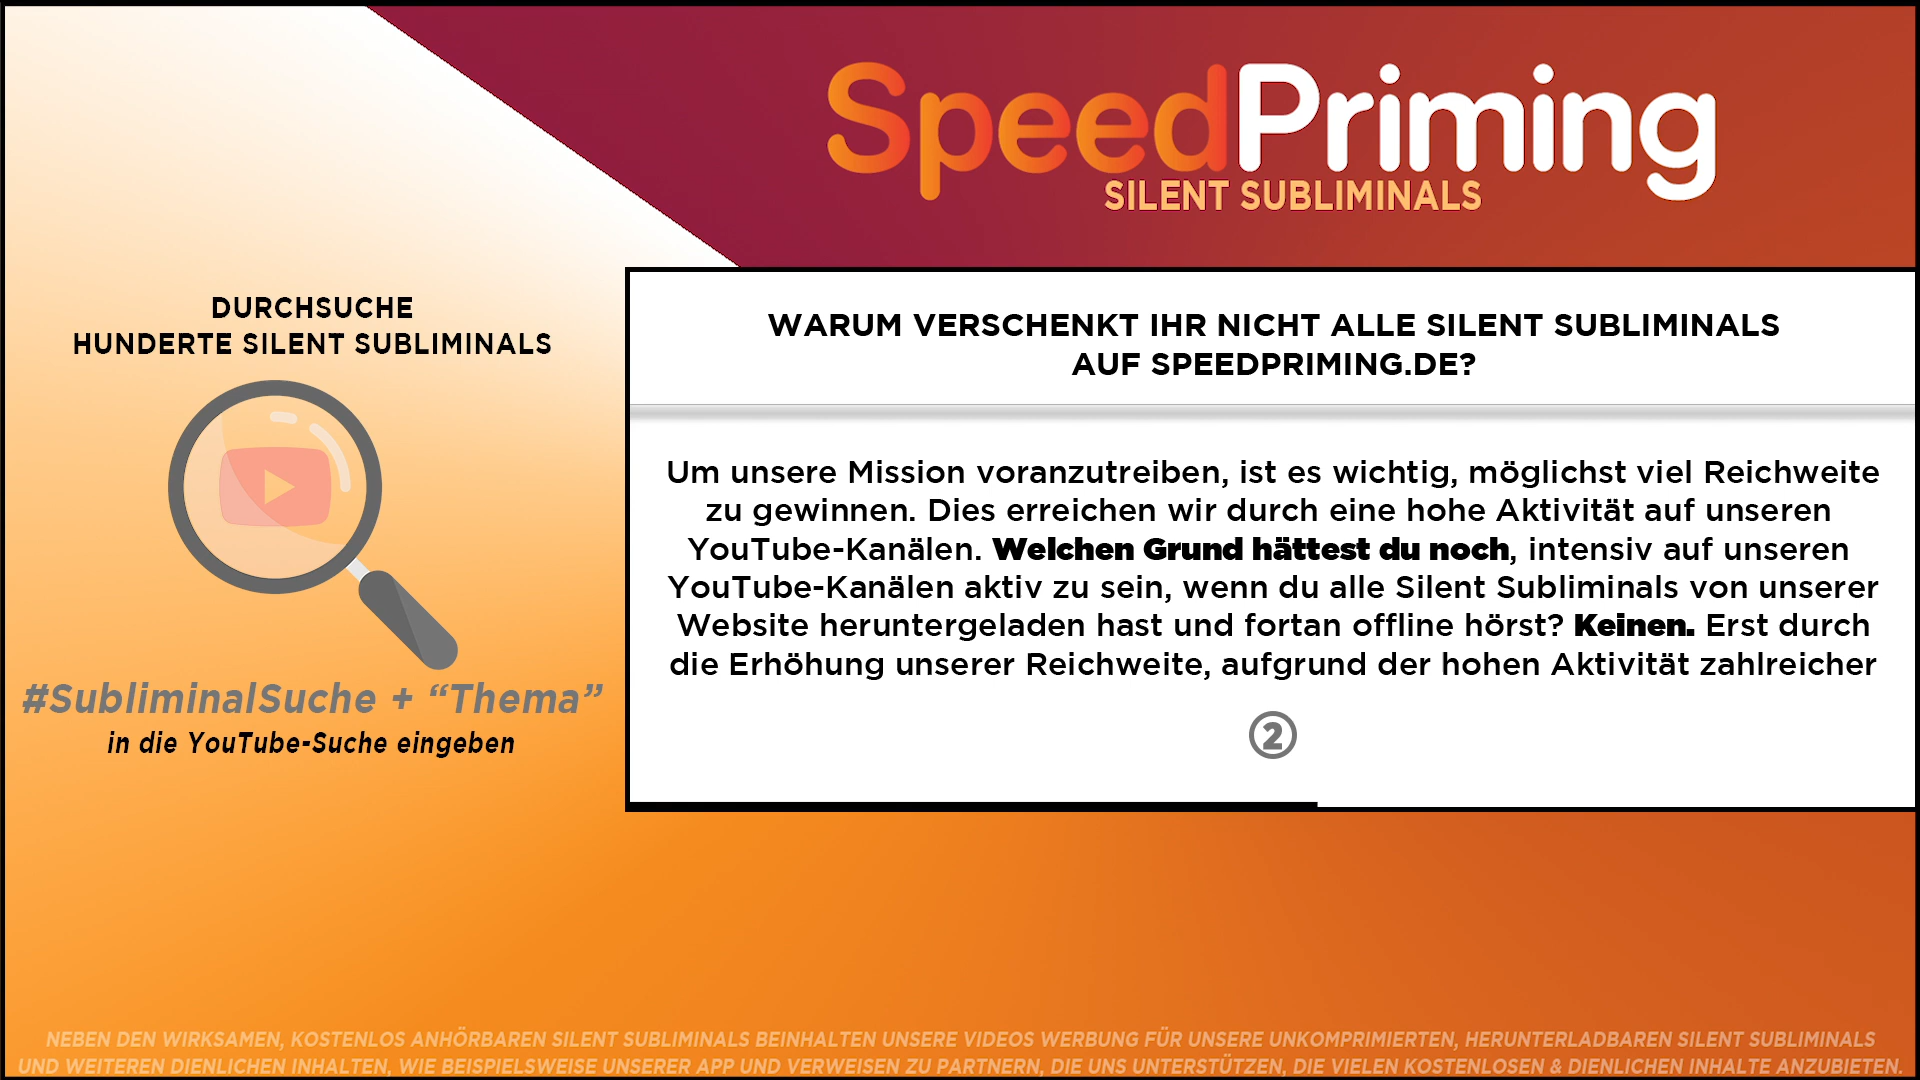 SpeedPriming
SILENT SUBLIMINALS
DURCHSUCHE
HUNDERTE SILENT SUBLIMINALS
#SubliminalSuche + “Thema”
in die YouTube-Suche eingeben
WARUM VERSCHENKT IHR NICHT ALLE SILENT SUBLIMINALS
AUF SPEEDPRIMING.DE?
Um unsere Mission voranzutreiben, ist es wichtig, möglichst viel Reichweite
zu gewinnen. Dies erreichen wir durch eine hohe Aktivität auf unseren
YouTube-Kanälen. Welchen Grund hättest du noch, intensiv auf unseren
YouTube-Kanälen aktiv zu sein, wenn du alle Silent Subliminals von unserer
Website heruntergeladen hast und fortan offline hörst? Keinen. Erst durch
die Erhöhung unserer Reichweite, aufgrund der hohen Aktivität zahlreicher
2
NEBEN DEN WIRKSAMEN, KOSTENLOS ANHÖRBAREN SILENT SUBLIMINALS BEINHALTEN UNSERE VIDEOS WERBUNG FÜR UNSERE UNKOMPRIMIERTEN, HERUNTERLADBAREN SILENT SUBLIMINALS
UND WEITEREN DIENLICHEN INHALTEN, WIE BEISPIELSWEISE UNSERER APP UND VERWEISEN ZU PARTNERN, DIE UNS UNTERSTÜTZEN, DIE VIELEN KOSTENLOSEN & DIENLICHEN INHALTE ANZUBIETEN.